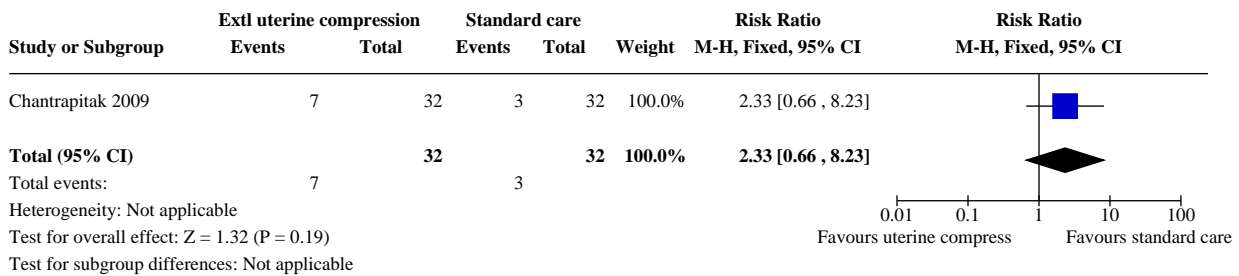 Extl uterine compression Standard care Risk Ratio Risk Ratio
Study or Subgroup Events Total Events Total Weight M-H, Fixed, 95% CI M-H, Fixed, 95% CI
Chantrapitak 2009 7 32 3 32 100.0% 2.33 [0.66 , 8.23]
Total (95% CI) 32 32 100.0% 2.33 [0.66 , 8.23]
Total events: 7 3
Heterogeneity: Not applicable
0.01 0.1 1 10 100
Test for overall effect: Z = 1.32 (P = 0.19) Favours uterine compress Favours standard care
Test for subgroup differences: Not applicable